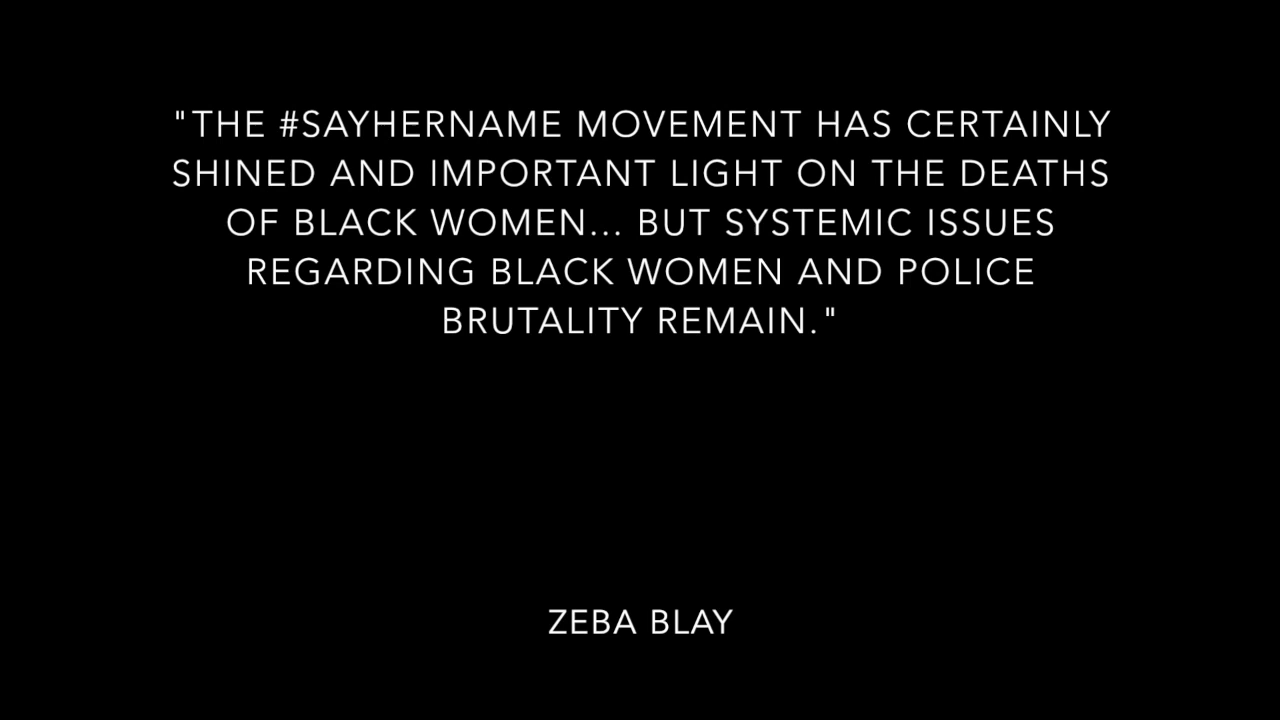 "THE #SAYHERNAME MOVEMENT HAS CERTAINLY
SHINED AND IMPORTANT LIGHT ON THE DEATHS
OF BLACK WOMEN... BUT SYSTEMIC ISSUES
REGARDING BLACK WOMEN AND POLICE
BRUTALITY REMAIN."
ZEBA BLAY